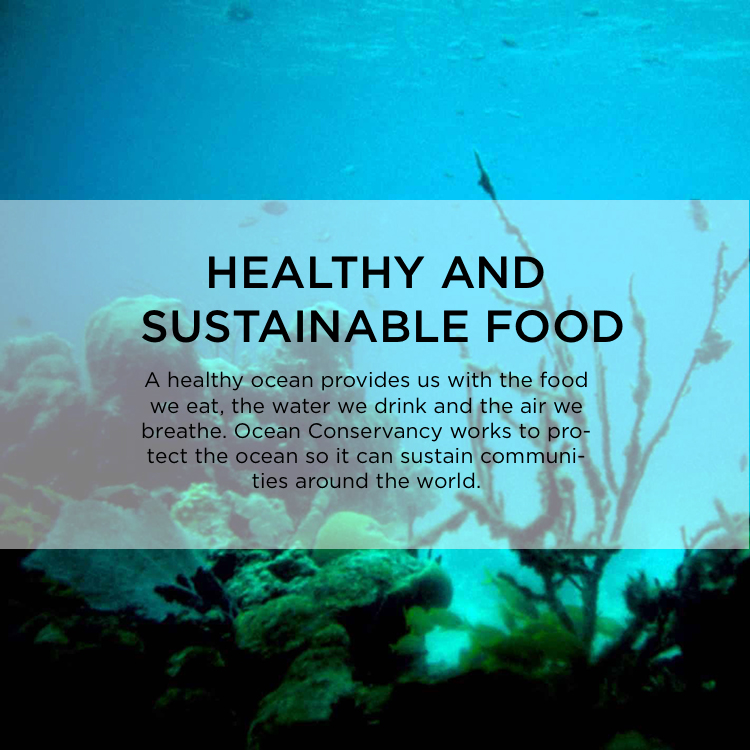 HEALTHY AND
SUSTAINABLE FOOD
A healthy ocean provides us with the food
we eat, the water we drink and the air we
breathe. Ocean Conservancy works to pro-
tect the ocean so it can sustain communi-
ties around the world.